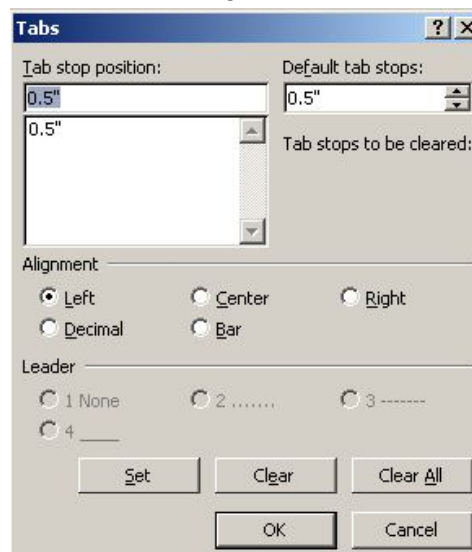 Tabs
Tab stop position: Default tab stops:
0.5" 0.5"
0.5"
Tab stops to be cleared:
Alignment
Left Center Right
Decimal Bar
Leader
1 None 2 ....... 3 -------
4 ____
Set Clear Clear All
OK Cancel